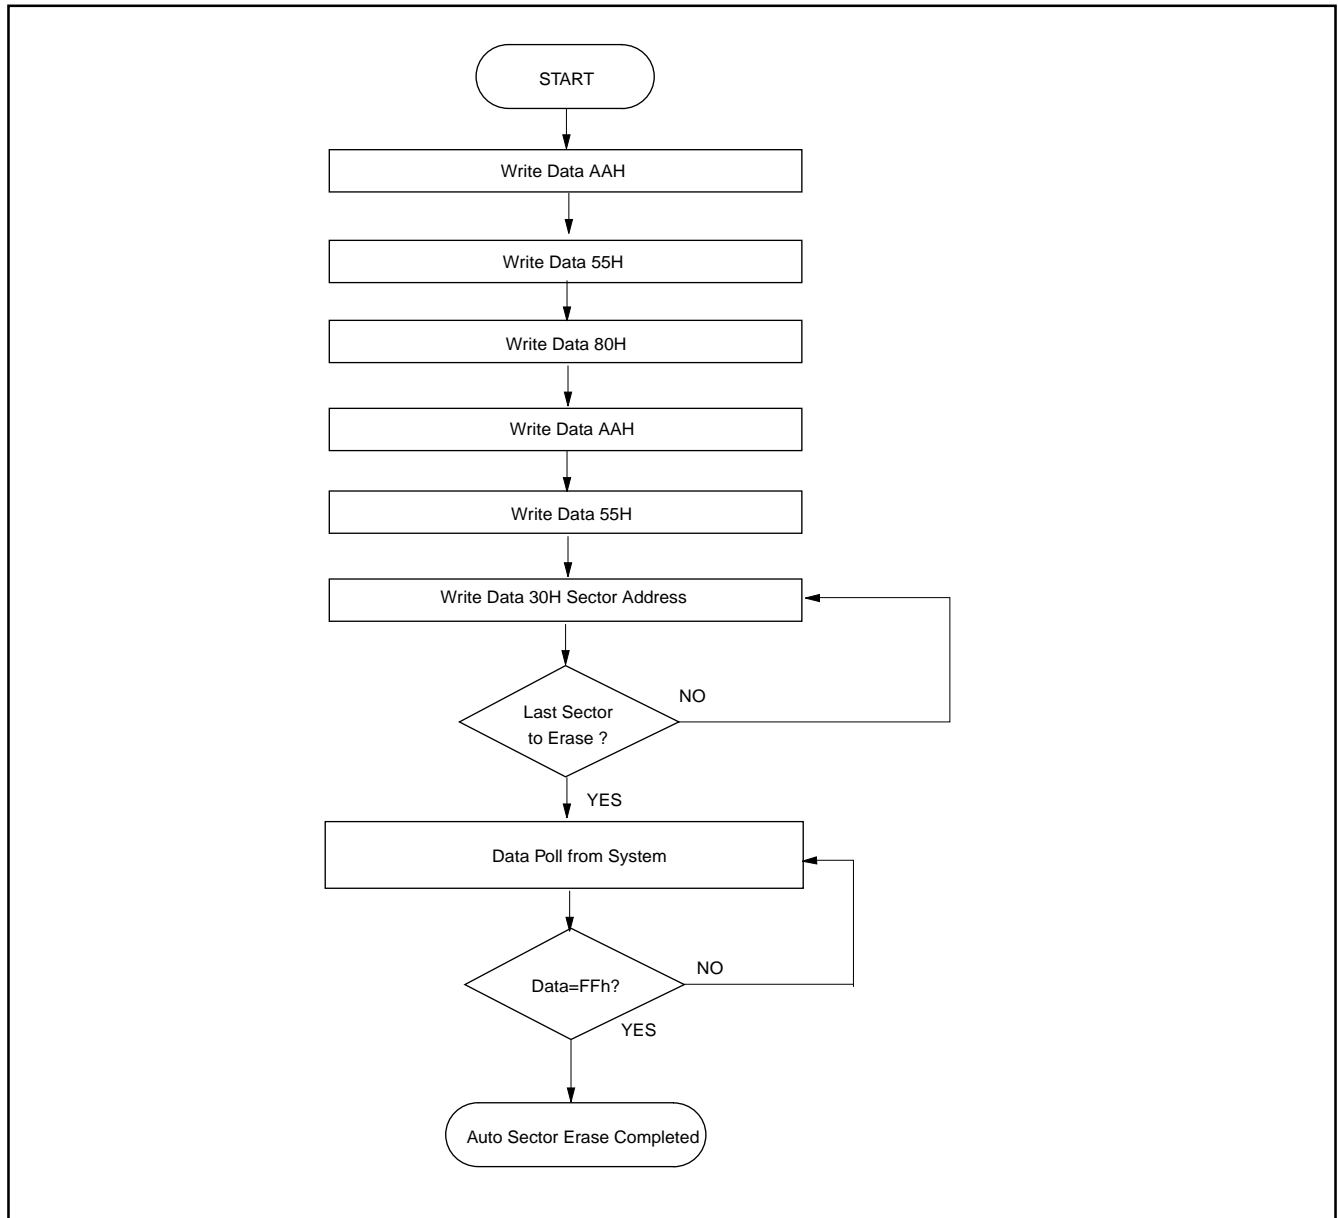 START
Write Data AAH
Write Data 55H
Write Data 80H
Write Data AAH
Write Data 55H
Write Data 30H Sector Address
NO
Last Sector
to Erase ?
YES
Data Poll from System
NO
Data=FFh?
YES
Auto Sector Erase Completed